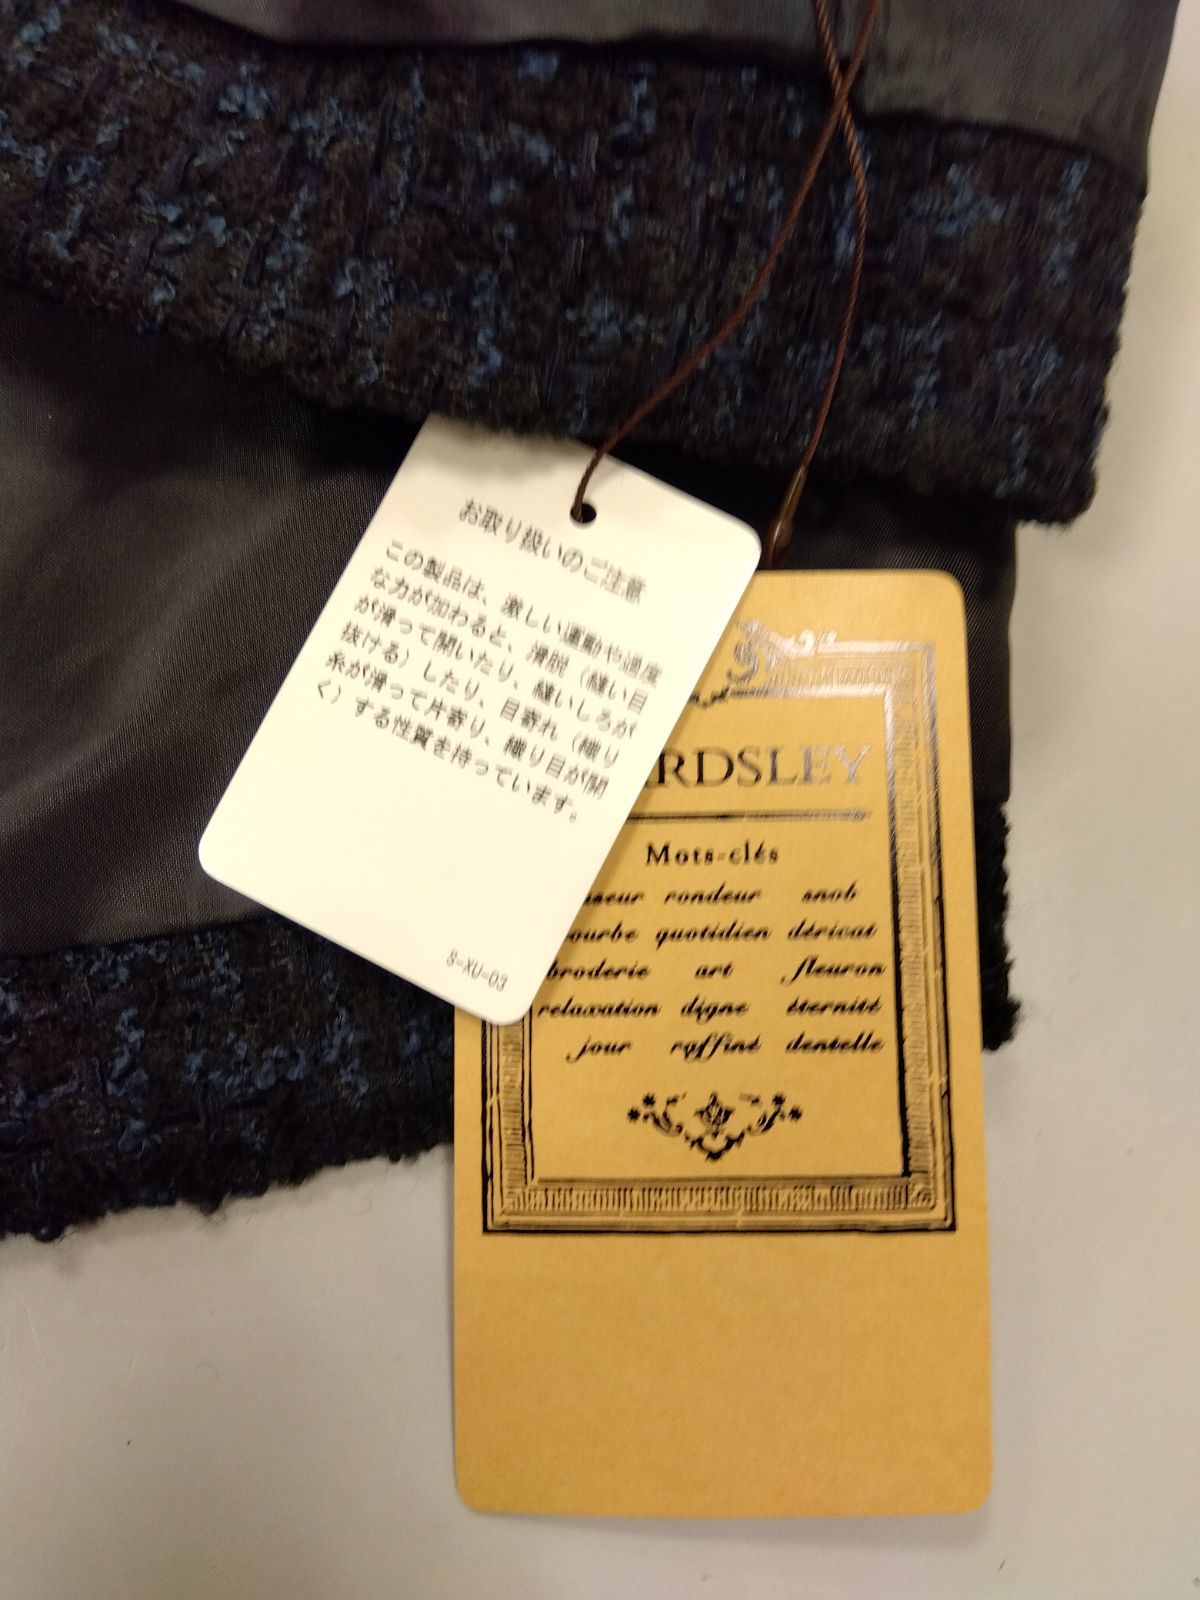 お取り扱いのご注意
この製品は、激しい運動や過度
な力が加わると、滑脱（縫い目
が滑って開いたり、縫いしろが
抜ける）したり、目寄れ（織り
糸が滑って片寄り、織り目が開
く）する性質を持っています。
S-XU-03
RDSLEY
Mots-clés
rondeur snob
ourbe quotidien déricat
broderie art fleuron
relaxation digne éternité
jour raffiné dentelle